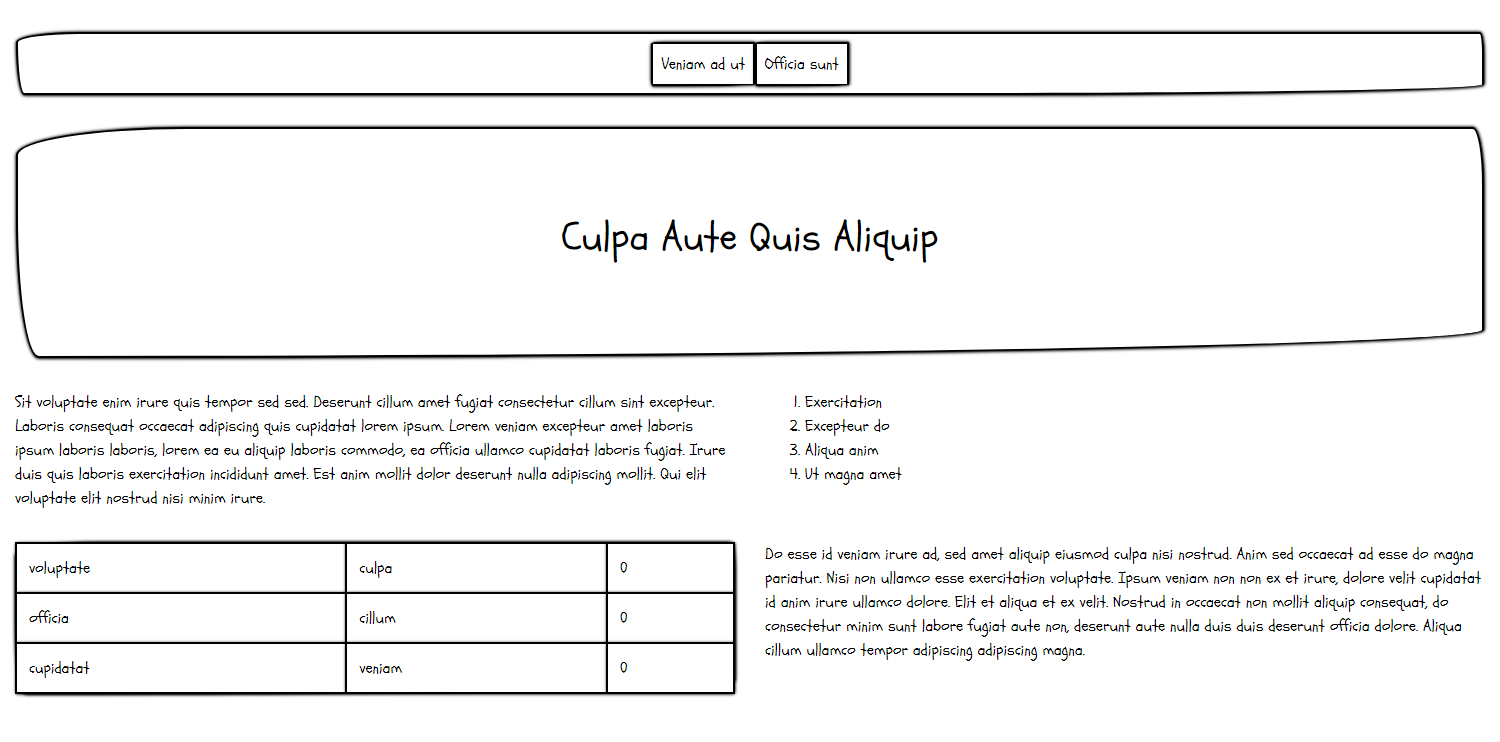 Veniam ad ut Officia sunt
Culpa Aute Quis Aliquip
Sit voluptate enim irure quis tempor sed sed. Deserunt cillum amet fugiat consectetur cillum sint excepteur.
Laboris consequat occaecat adipiscing quis cupidatat lorem ipsum. Lorem veniam excepteur amet laboris
ipsum laboris laboris, lorem ea eu aliquip laboris commodo, ea officia ullamco cupidatat laboris fugiat. Irure
duis quis laboris exercitation incididunt amet. Est anim mollit dolor deserunt nulla adipiscing mollit. Qui elit
voluptate elit nostrud nisi minim irure.
1. Exercitation
2. Excepteur do
3. Aliqua anim
4. Ut magna amet
voluptate culpa 0
officia cillum 0
cupidatat veniam 0
Do esse id veniam irure ad, sed amet aliquip eiusmod culpa nisi nostrud. Anim sed occaecat ad esse do magna
pariatur. Nisi non ullamco esse exercitation voluptate. Ipsum veniam non non ex et irure, dolore velit cupidatat
id anim irure ullamco dolore. Elit et aliqua et ex velit. Nostrud in occaecat non mollit aliquip consequat, do
consectetur minim sunt labore fugiat aute non, deserunt aute nulla duis duis deserunt officia dolore. Aliqua
cillum ullamco tempor adipiscing adipiscing magna.